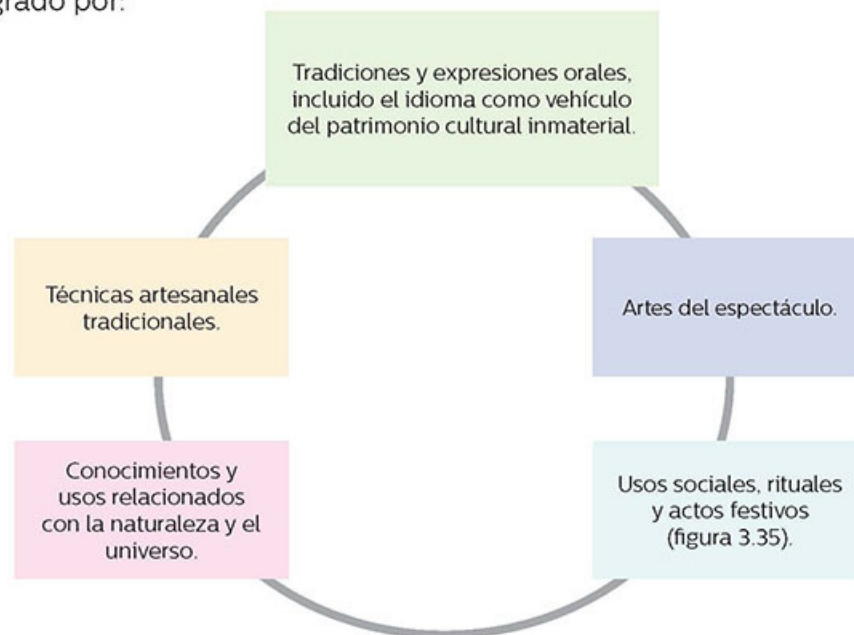 grado por:
Tradiciones y expresiones orales,
incluido el idioma como vehículo
del patrimonio cultural inmaterial.
Artes del espectáculo.
Usos sociales, rituales
y actos festivos
(figura 3.35).
Conocimientos y
usos relacionados
con la naturaleza y el
universo.
Técnicas artesanales
tradicionales.